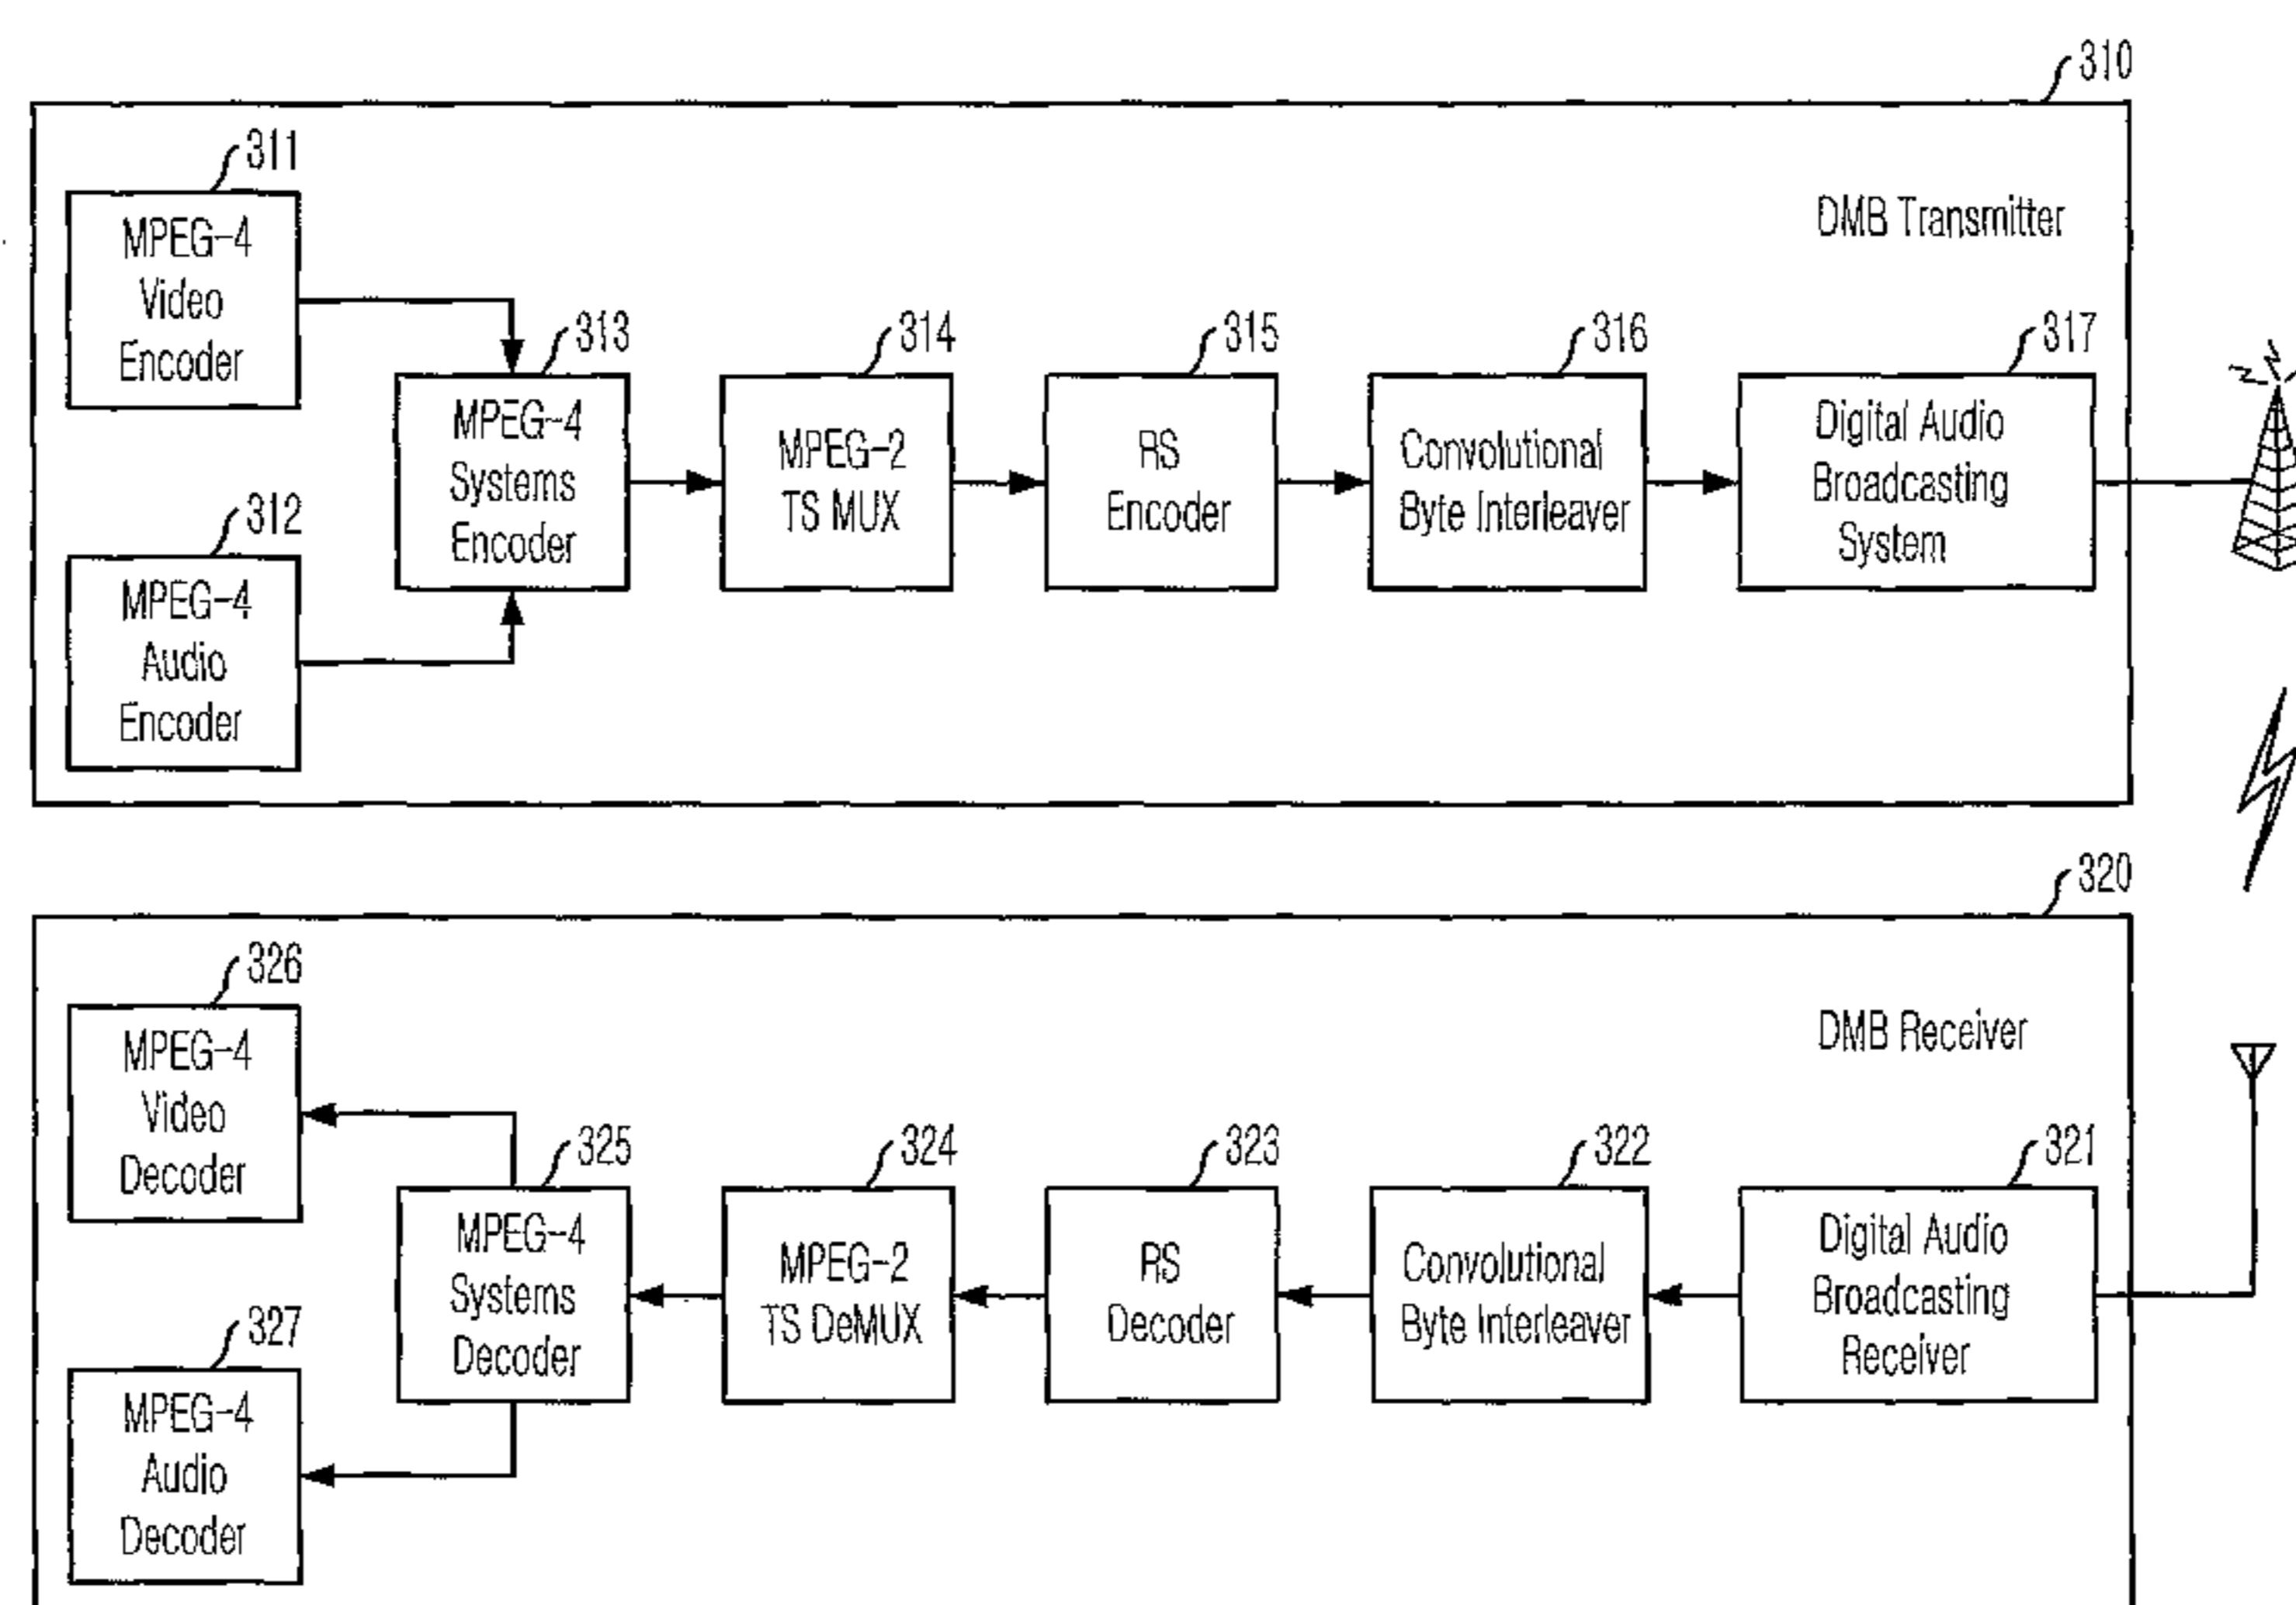 310
311
MPEG-4
Video
Encoder
DMB Transmitter
312
MPEG-4
Audio
Encoder
313
MPEG-4
Systems
Encoder
314
MPEG-2
TS MUX
315
RS
Encoder
316
Convolutional
Byte Interleaver
317
Digital Audio
Broadcasting
System
320
326
MPEG-4
Video
Decoder
DMB Receiver
327
MPEG-4
Audio
Decoder
325
MPEG-4
Systems
Decoder
324
MPEG-2
TS DeMUX
323
RS
Decoder
322
Convolutional
Byte Interleaver
321
Digital Audio
Broadcasting
Receiver